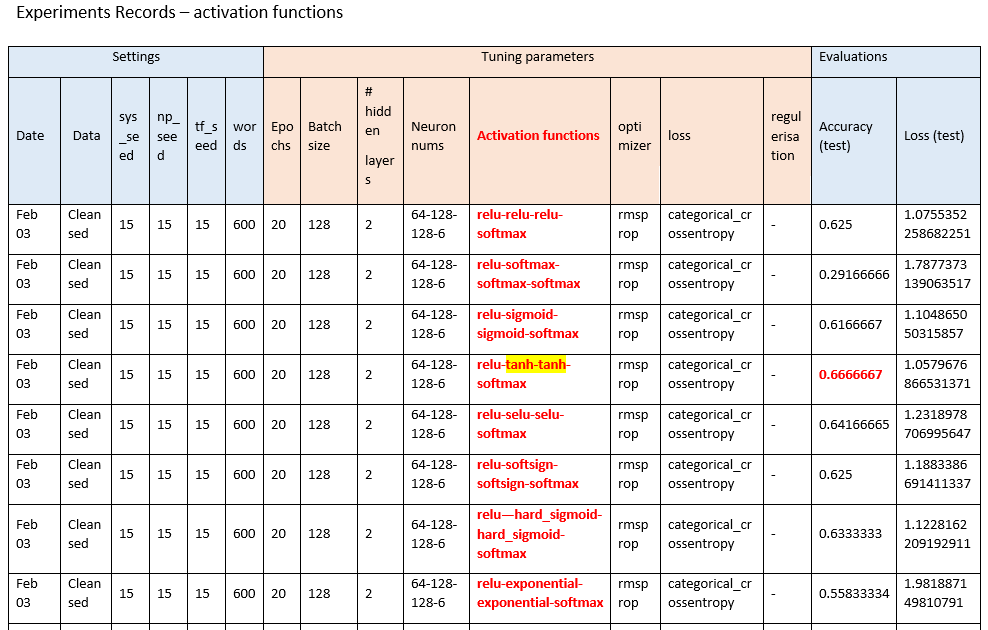 Experiments Records – activation functions
Settings Tuning parameters Evaluations
Date Data sys_seed np_seed tf_seed words Epochs Batch size # hidden layers Neuron nums Activation functions optimizer loss regulerisation Accuracy (test) Loss (test)
Feb 03 Cleansed 15 15 15 600 20 128 2 64-128-128-6 relu-relu-relu-softmax rmsprop categorical_crossentropy - 0.625 1.0755352258682251
Feb 03 Cleansed 15 15 15 600 20 128 2 64-128-128-6 relu-softmax-softmax-softmax rmsprop categorical_crossentropy - 0.29166666 1.7877373139063517
Feb 03 Cleansed 15 15 15 600 20 128 2 64-128-128-6 relu-sigmoid-sigmoid-softmax rmsprop categorical_crossentropy - 0.6166667 1.104865050315857
Feb 03 Cleansed 15 15 15 600 20 128 2 64-128-128-6 relu-tanh-tanh-softmax rmsprop categorical_crossentropy - 0.6666667 1.0579676866531371
Feb 03 Cleansed 15 15 15 600 20 128 2 64-128-128-6 relu-selu-selu-softmax rmsprop categorical_crossentropy - 0.64166665 1.2318978706995647
Feb 03 Cleansed 15 15 15 600 20 128 2 64-128-128-6 relu-softsign-softsign-softmax rmsprop categorical_crossentropy - 0.625 1.1883386691411337
Feb 03 Cleansed 15 15 15 600 20 128 2 64-128-128-6 relu—hard_sigmoid-hard_sigmoid-softmax rmsprop categorical_crossentropy - 0.6333333 1.1228162209192911
Feb 03 Cleansed 15 15 15 600 20 128 2 64-128-128-6 relu-exponential-exponential-softmax rmsprop categorical_crossentropy - 0.55833334 1.981887149810791